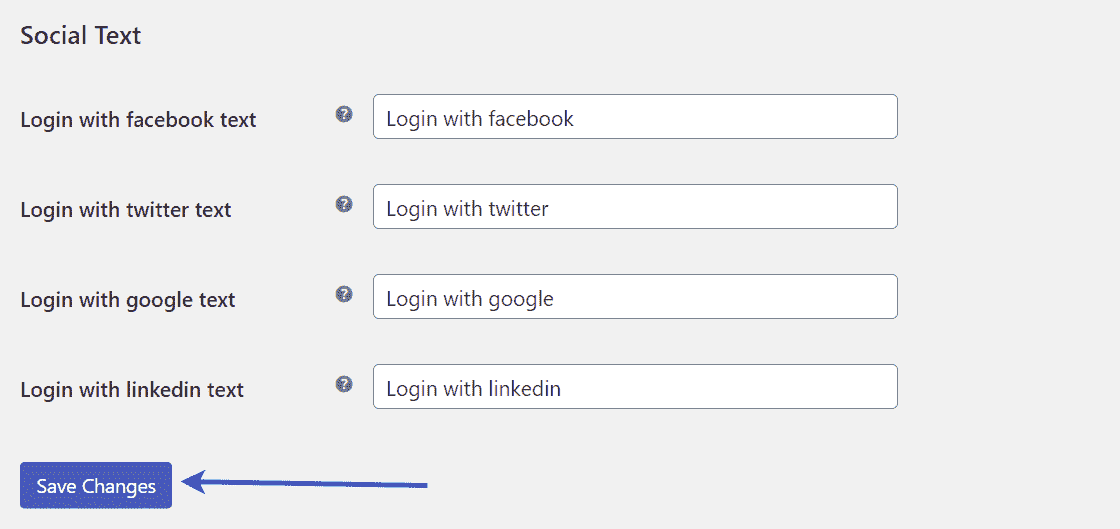 Social Text
Login with facebook text
Login with facebook
Login with twitter text
Login with twitter
Login with google text
Login with google
Login with linkedin text
Login with linkedin
Save Changes